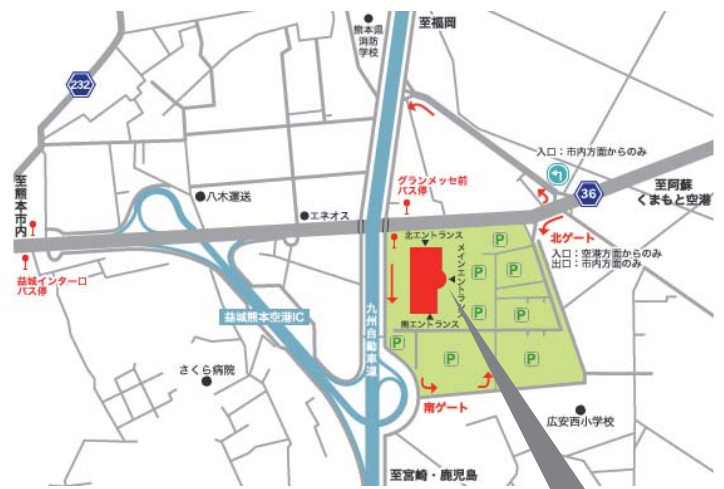 至福岡
熊本県
消防
学校
232
入口：市内方面からのみ
36
至阿蘇
くまもと空港
グランメッセ前
バス停
至熊本市内
八木運送
エネオス
北ゲート
入口：空港方面からのみ
出口：市内方面のみ
北エントランス
メインエントランス
南エントランス
P
P
P
P
P
P
P
P
益城インター口
バス停
益城熊本空港IC
九州自動車道
さくら病院
南ゲート
広安西小学校
至宮崎・鹿児島